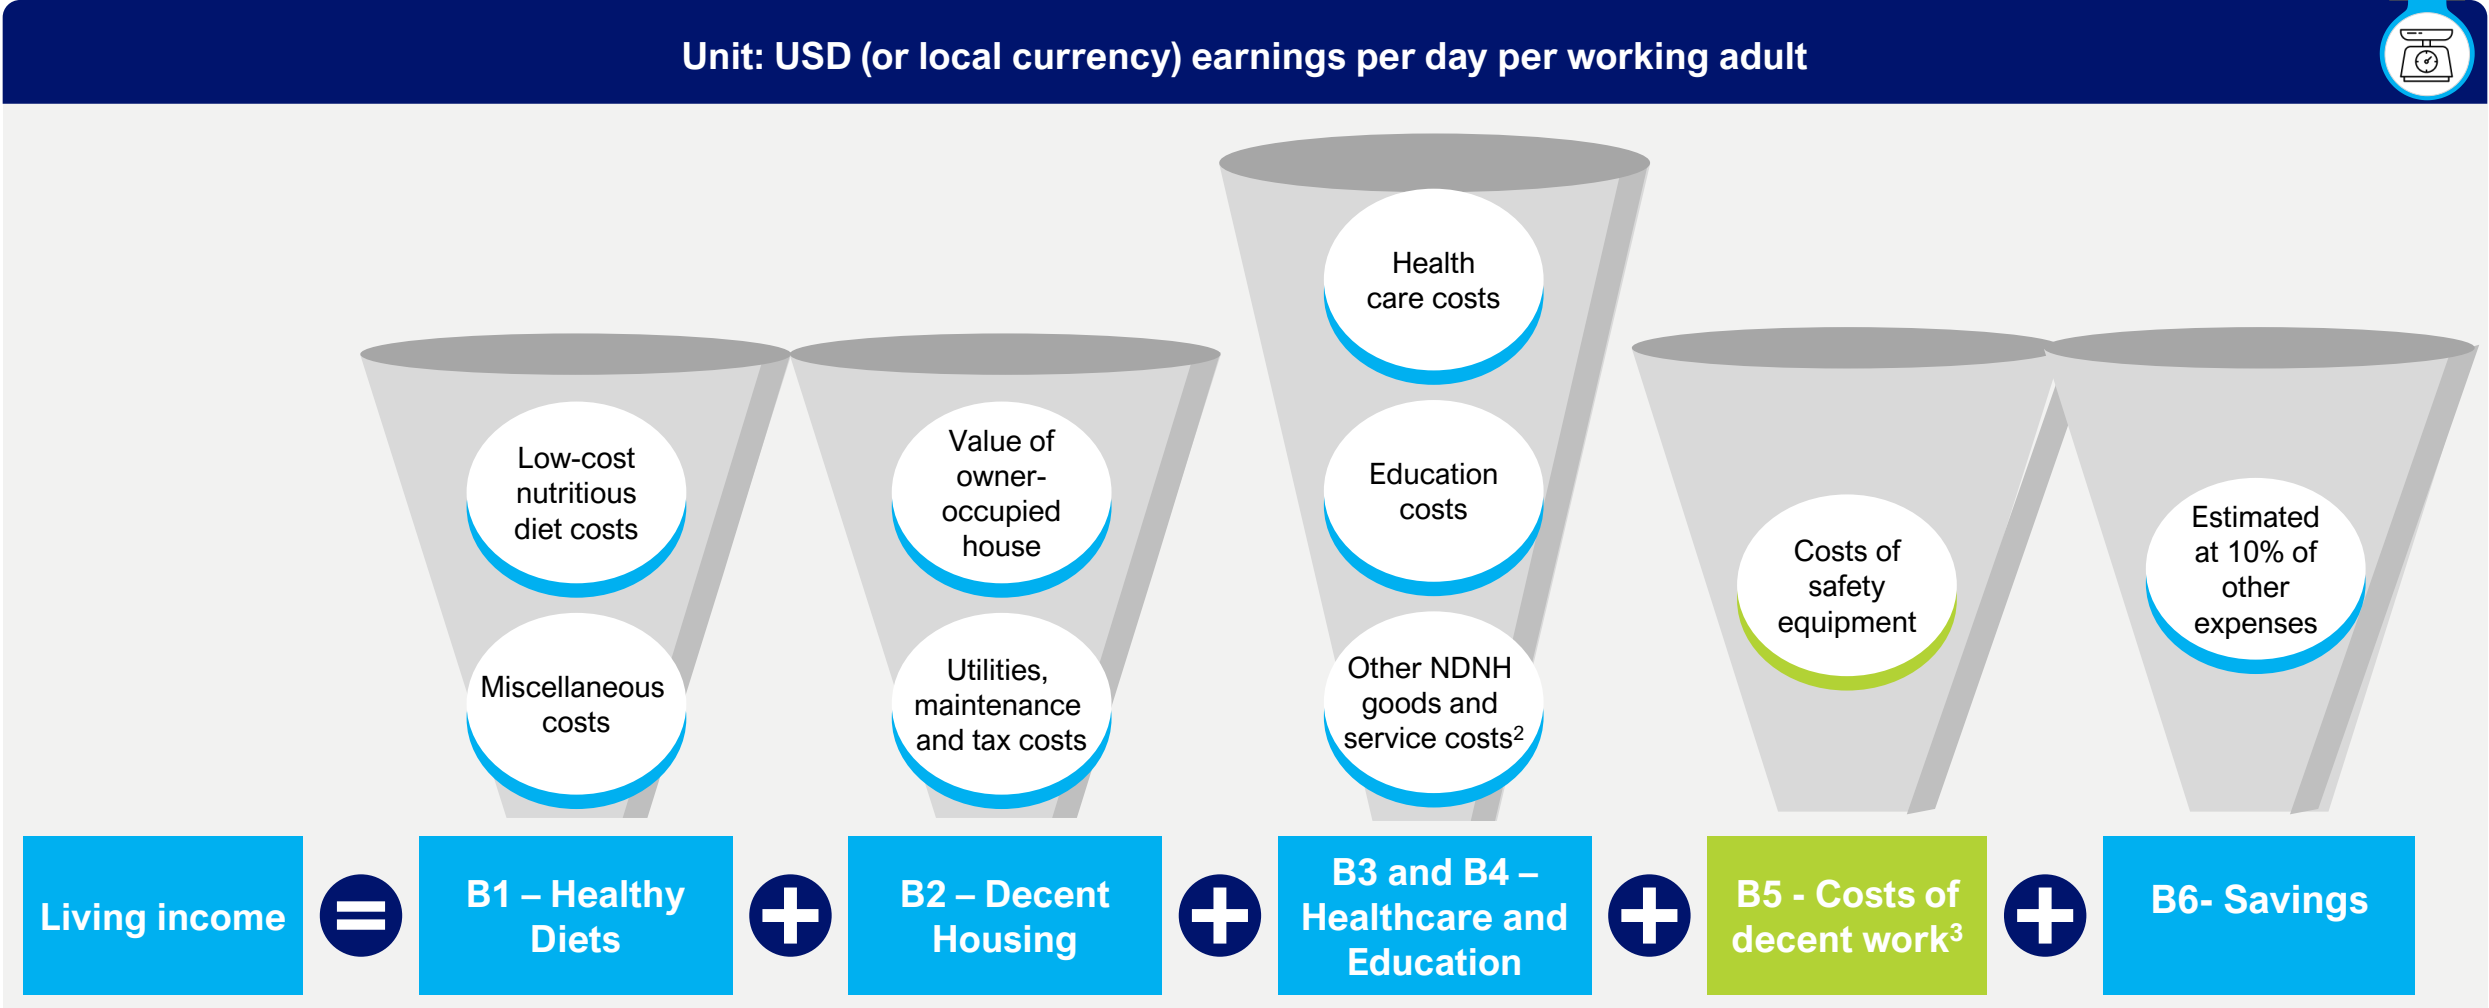 Unit: USD (or local currency) earnings per day per working adult
Low-cost
nutritious
diet costs
Miscellaneous
costs
Value of
owner-
occupied
house
Utilities,
maintenance
and tax costs
Health
care costs
Education
costs
Other NDNH
goods and
service costs²
Costs of
safety
equipment
Estimated
at 10% of
other
expenses
Living income
=
B1 – Healthy
Diets
+
B2 – Decent
Housing
+
B3 and B4 –
Healthcare and
Education
+
B5 - Costs of
decent work³
+
B6- Savings